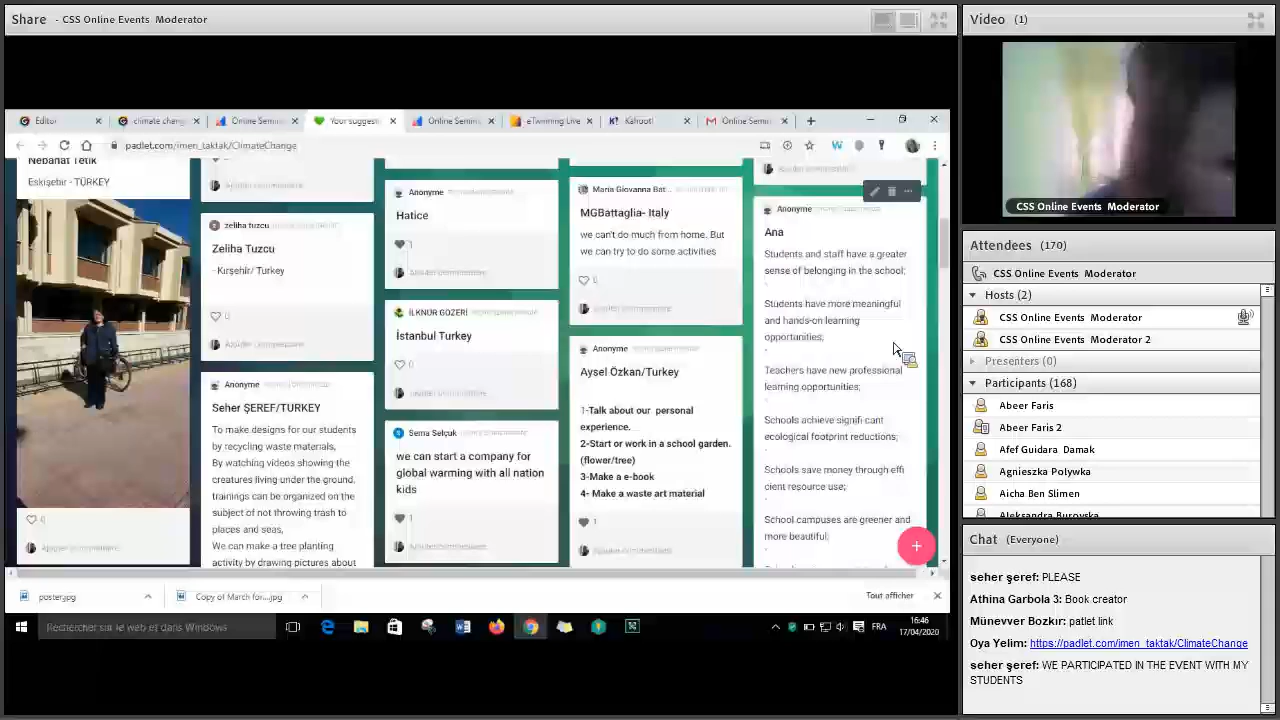 Share - CSS Online Events Moderator
Editor
climate chang
Online Semin
Your suggesti
Online Semin
eTwinning Live
Kahoot!
Online Semin
padlet.com/imen_taktak/ClimateChange
Nebahat Tetik
Eskişehir - TÜRKEY
0
zeliha tuzcu
Zeliha Tuzcu
- Kırşehir/ Turkey
0
Anonyme
Seher ŞEREF/TURKEY
To make designs for our students
by recycling waste materials,
By watching videos showing the
creatures living under the ground,
trainings can be organized on the
subject of not throwing trash to
places and seas,
We can make a tree planting
activity by drawing pictures about
Anonyme
Hatice
1
İLKNUR GÖZERİ
İstanbul Turkey
0
Sema Selçuk
we can start a company for
global warming with all nation
kids
1
Maria Giovanna Bat...
MGBattaglia- Italy
we can't do much from home. But
we can try to do some activities
0
Anonyme
Aysel Özkan/Turkey
1-Talk about our personal
experience.
2-Start or work in a school garden.
(flower/tree)
3-Make a e-book
4- Make a waste art material
1
Anonyme
Ana
Students and staff have a greater
sense of belonging in the school;
Students have more meaningful
and hands-on learning
opportunities;
Teachers have new professional
learning opportunities;
Schools achieve signifi cant
ecological footprint reductions;
Schools save money through effi
cient resource use;
School campuses are greener and
more beautiful;
poster.jpg
Copy of March for....jpg
Tout afficher
Rechercher sur le web et dans Windows
FRA
16:46
17/04/2020
Video (1)
CSS Online Events Moderator
Attendees (170)
CSS Online Events Moderator
Hosts (2)
CSS Online Events Moderator
CSS Online Events Moderator 2
Presenters (0)
Participants (168)
Abeer Faris
Abeer Faris 2
Afef Guidara Damak
Agnieszka Polywka
Aicha Ben Slimen
Aleksandra Burovska
Chat (Everyone)
seher şeref: PLEASE
Athina Garbola 3: Book creator
Münevver Bozkır: patlet link
Oya Yelim: https://padlet.com/imen_taktak/ClimateChange
seher şeref: WE PARTICIPATED IN THE EVENT WITH MY
STUDENTS